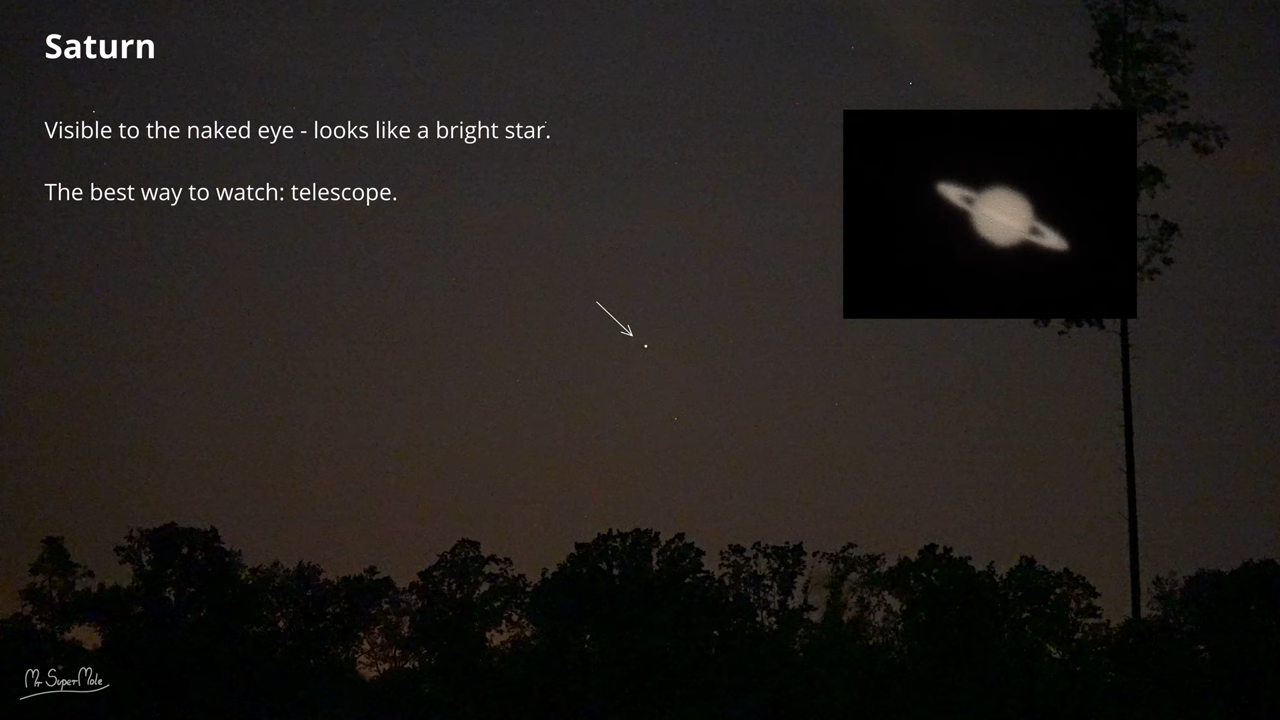 Saturn
Visible to the naked eye - looks like a bright star.
The best way to watch: telescope.
Mr SuperMole